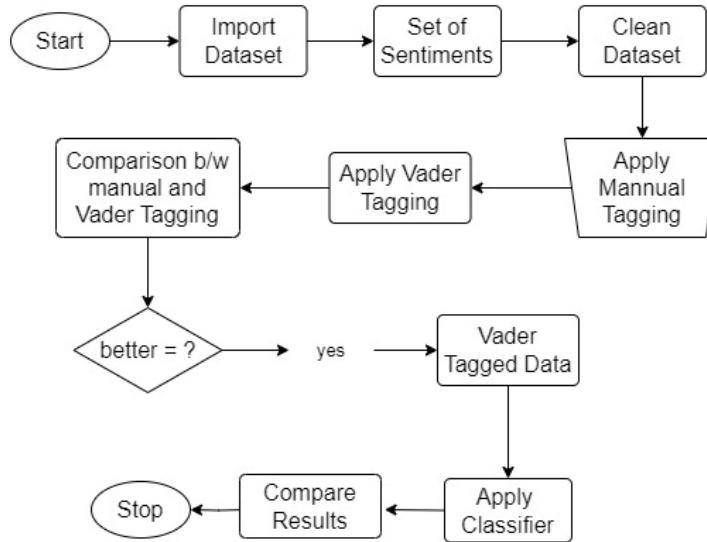 Start
Import
Dataset
Set of
Sentiments
Clean
Dataset
Comparison b/w
manual and
Vader Tagging
Apply Vader
Tagging
Apply
Mannual
Tagging
better = ?
yes
Vader
Tagged Data
Stop
Compare
Results
Apply
Classifier